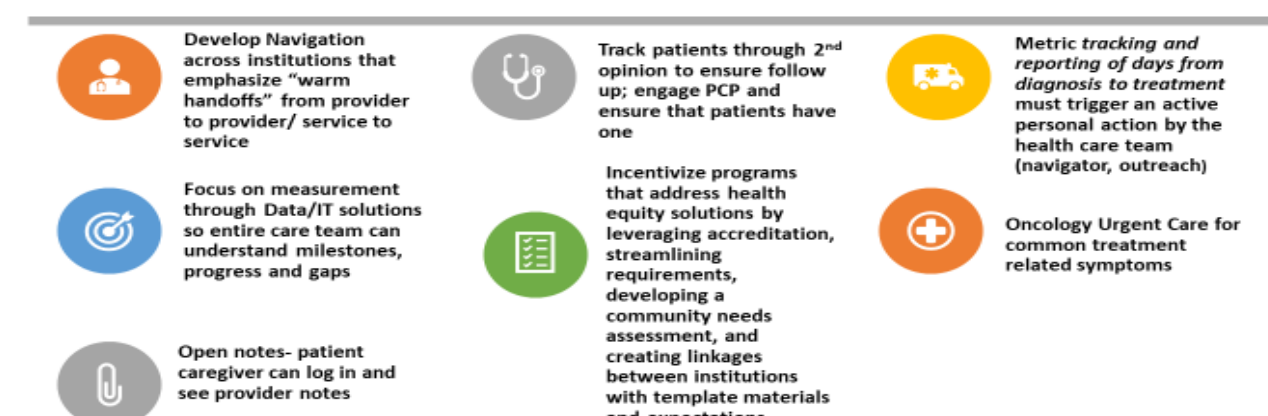 Develop Navigation
across institutions that
emphasize “warm
handoffs” from provider
to provider/ service to
service
Focus on measurement
through Data/IT solutions
so entire care team can
understand milestones,
progress and gaps
Open notes- patient
caregiver can log in and
see provider notes
Track patients through 2nd
opinion to ensure follow
up; engage PCP and
ensure that patients have
one
Incentivize programs
that address health
equity solutions by
leveraging accreditation,
streamlining
requirements,
developing a
community needs
assessment, and
creating linkages
between institutions
with template materials
and expectations
Metric tracking and
reporting of days from
diagnosis to treatment
must trigger an active
personal action by the
health care team
(navigator, outreach)
Oncology Urgent Care for
common treatment
related symptoms